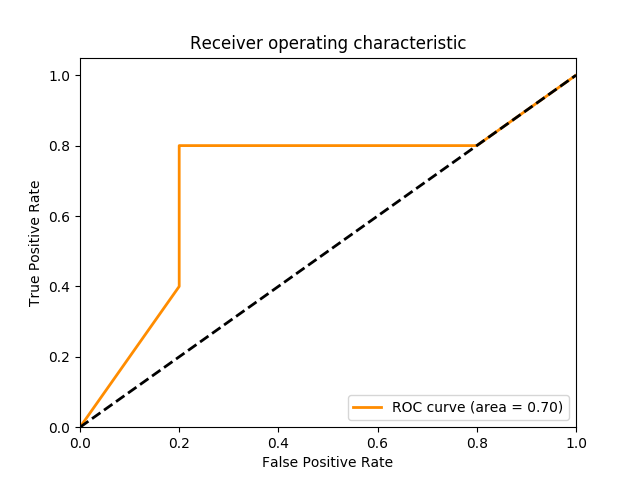 Receiver operating characteristic
True Positive Rate
1.0
0.8
0.6
0.4
0.2
0.0
ROC curve (area = 0.70)
0.0 0.2 0.4 0.6 0.8 1.0
False Positive Rate